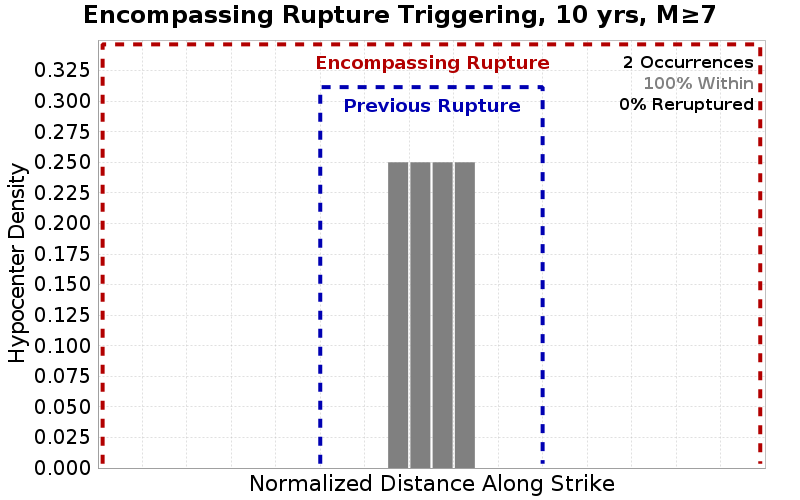 Encompassing Rupture Triggering, 10 yrs, M≥7
Encompassing Rupture
2 Occurrences
100% Within
0% Reruptured
Previous Rupture
Hypocenter Density
0.325
0.300
0.275
0.250
0.225
0.200
0.175
0.150
0.125
0.100
0.075
0.050
0.025
0.000
Normalized Distance Along Strike